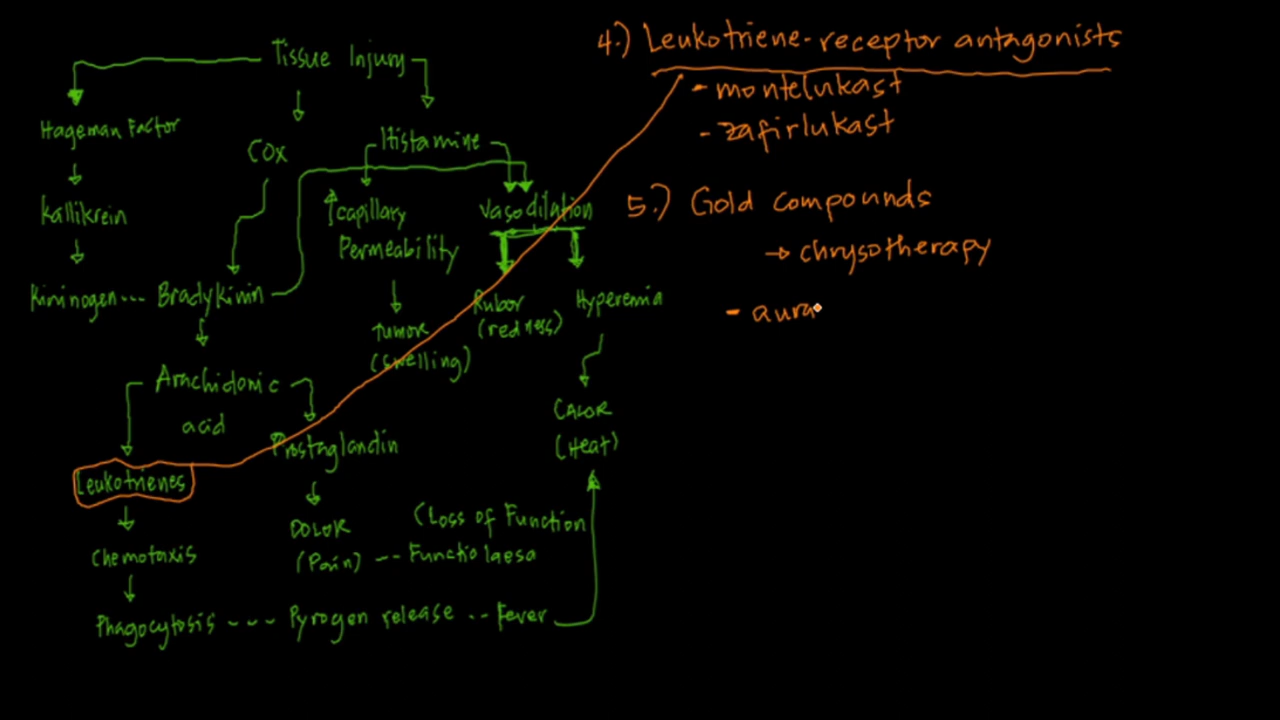 Tissue Injury
Hageman Factor
COX
Histamine
Kallikrein
↑capillary
Permeability
Vasodilation
Kininogen --- Bradykinin
Tumor
(swelling)
Rubor
(redness)
Hyperemia
Arachidonic
acid
Calor
(Heat)
Leukotrienes
Prostaglandin
Chemotaxis
Dolor
(Pain) -- Functio laesa
(Loss of Function
Phagocytosis --- Pyrogen release -- Fever
4.) Leukotriene-receptor antagonists
- montelukast
- zafirlukast
5.) Gold compounds
→ chrysotherapy
- aura